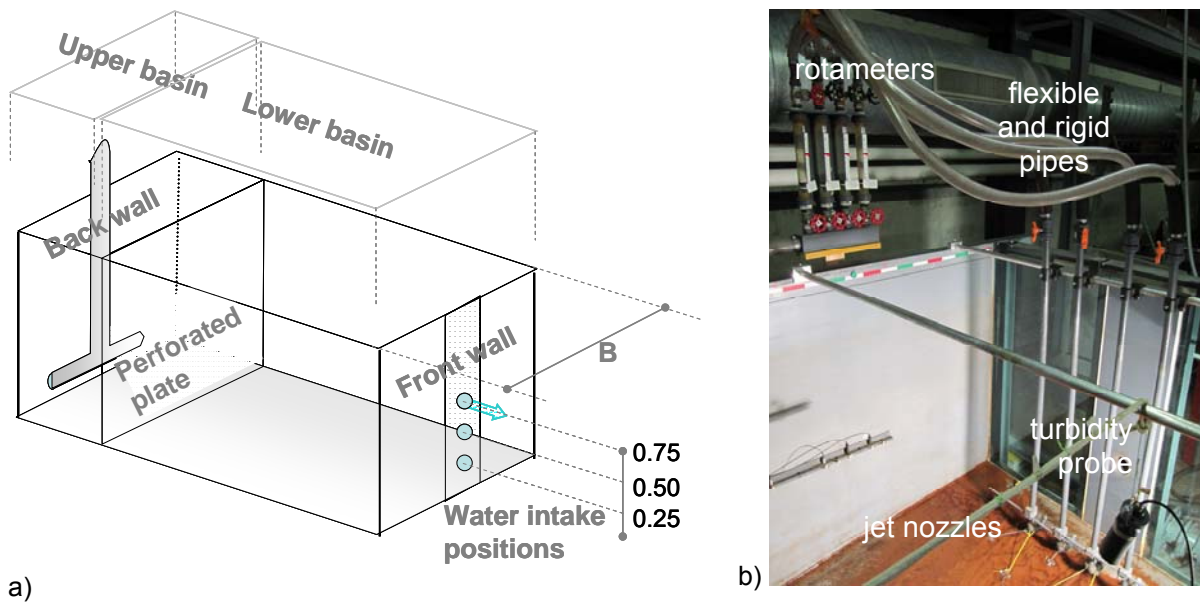 Upper basin
Lower basin
Back wall
Perforated
plate
Front wall
B
0.75
0.50
0.25
Water intake
positions
a)
rotameters
flexible
and rigid
pipes
turbidity
probe
jet nozzles
b)